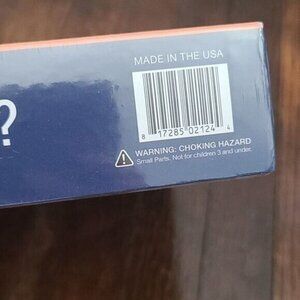 ?
MADE IN THE USA
8 17285 02124 4
WARNING: CHOKING HAZARD
Small Parts. Not for children 3 and under.